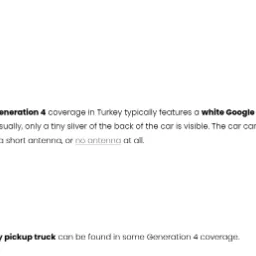 eneration 4 coverage in Turkey typically features a white Google
sually, only a tiny sliver of the back of the car is visible. The car car
a short antenna, or no antenna at all.
y pickup truck can be found in some Generation 4 coverage.